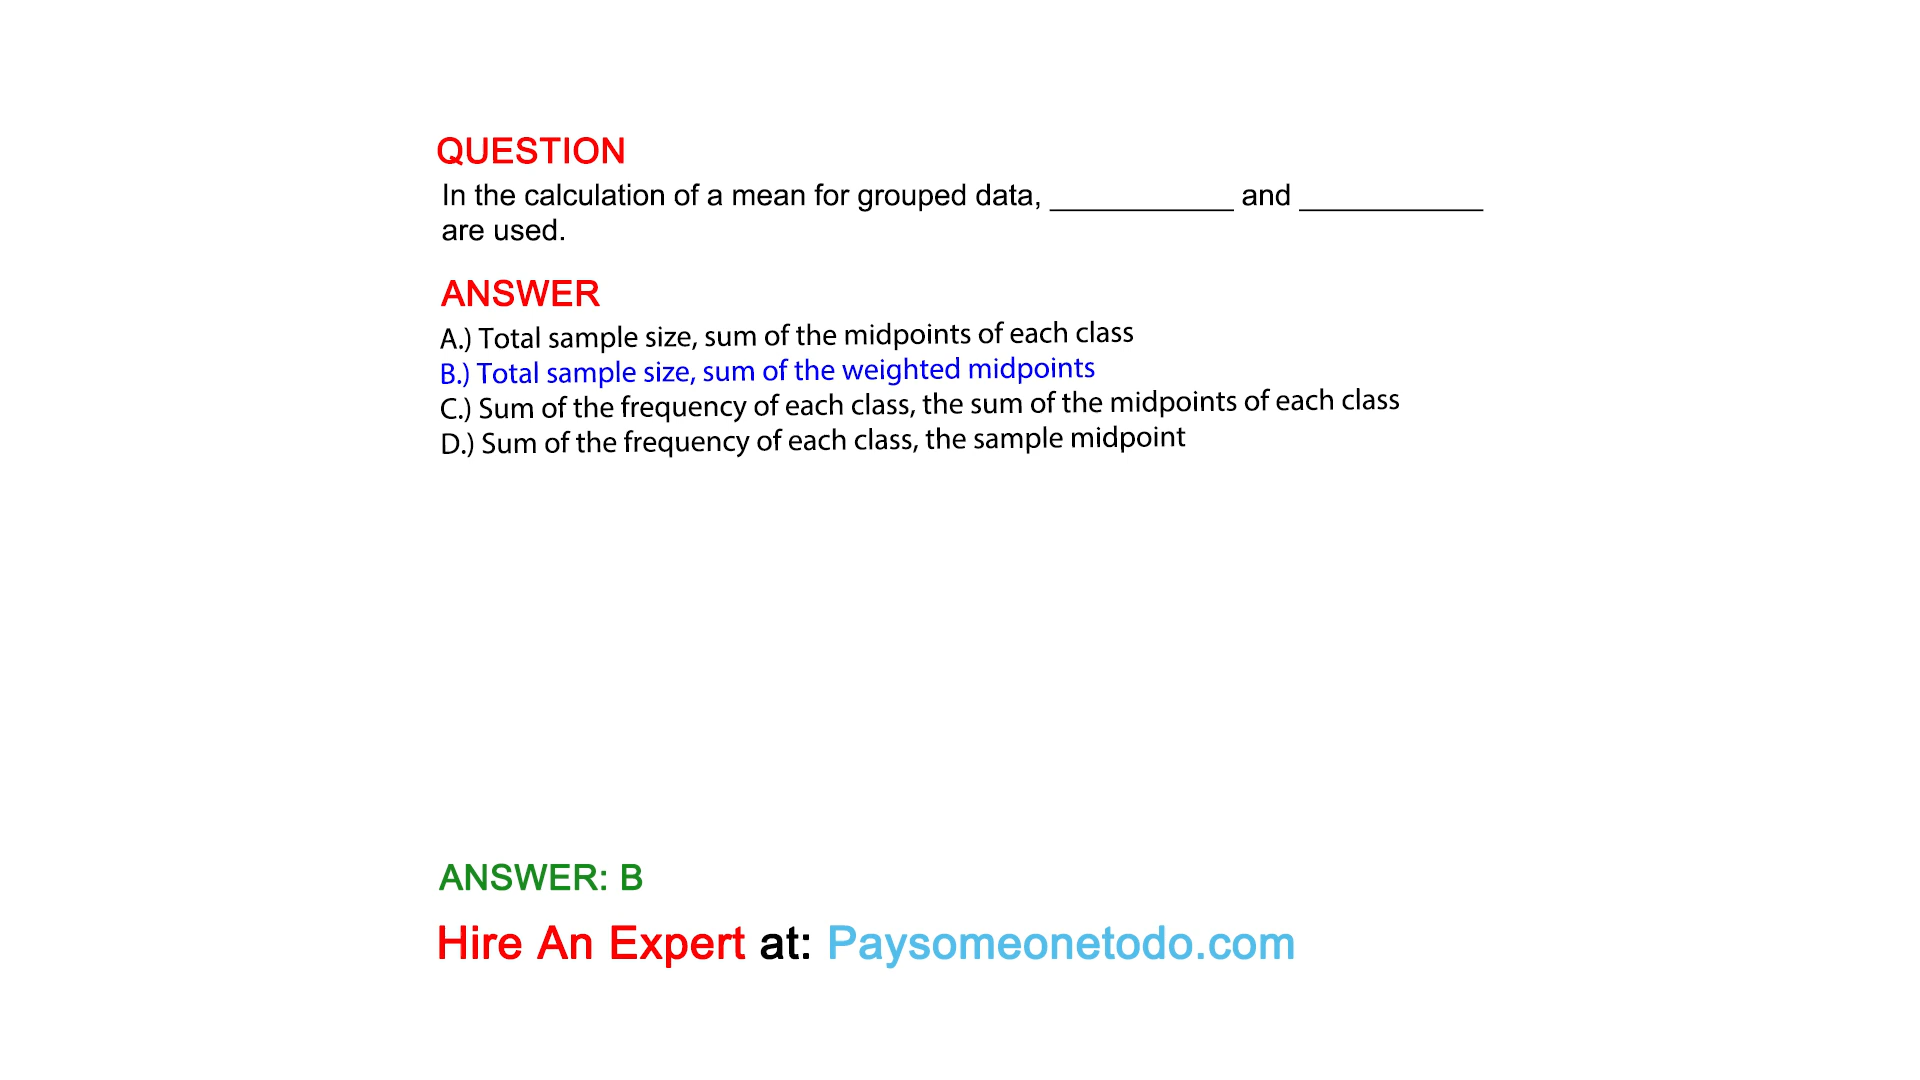 QUESTION
In the calculation of a mean for grouped data, ___________ and ___________
are used.
ANSWER
A.) Total sample size, sum of the midpoints of each class
B.) Total sample size, sum of the weighted midpoints
C.) Sum of the frequency of each class, the sum of the midpoints of each class
D.) Sum of the frequency of each class, the sample midpoint
ANSWER: B
Hire An Expert at: Paysomeonetodo.com